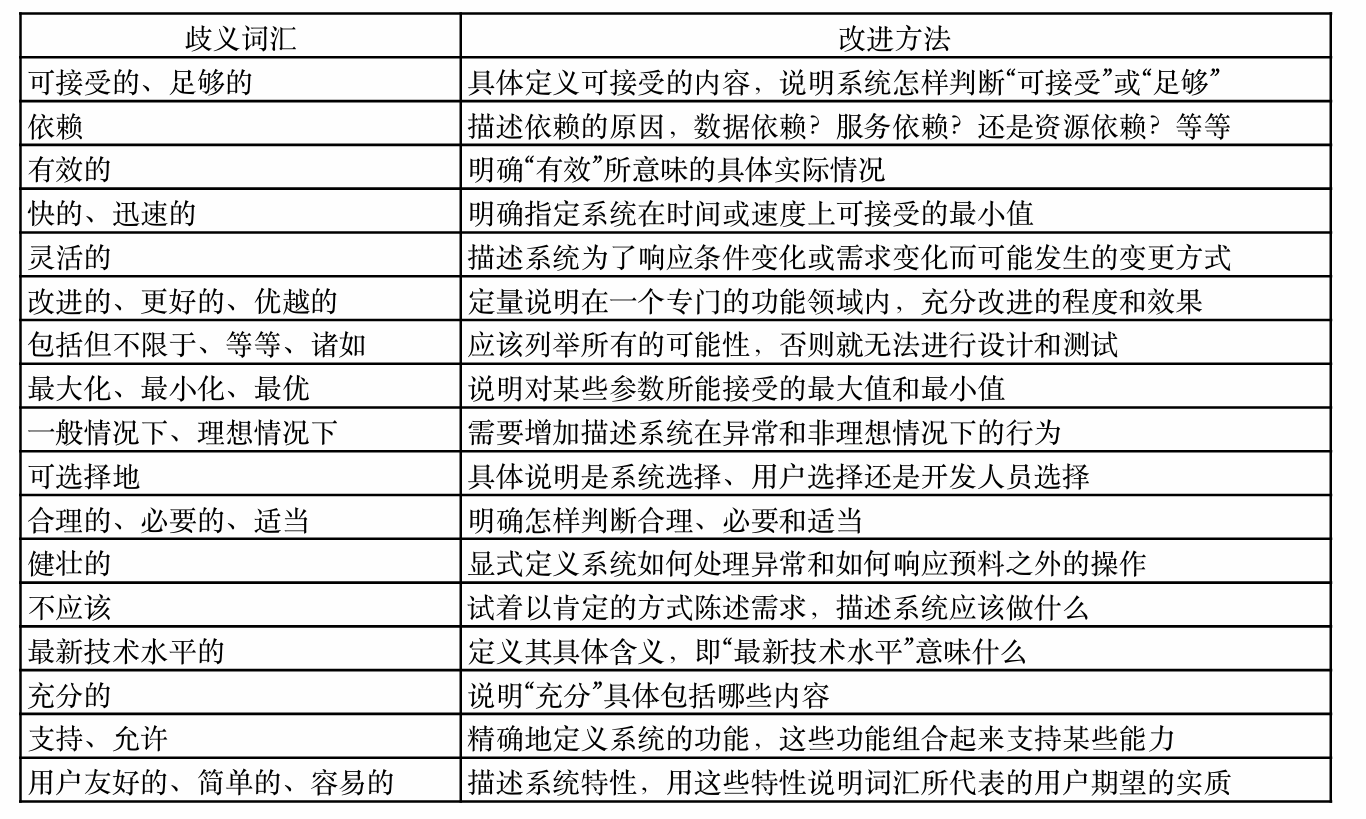 歧义词汇 改进方法
可接受的、足够的 具体定义可接受的内容，说明系统怎样判断“可接受”或“足够”
依赖 描述依赖的原因，数据依赖？服务依赖？还是资源依赖？等等
有效的 明确“有效”所意味的具体实际情况
快的、迅速的 明确指定系统在时间或速度上可接受的最小值
灵活的 描述系统为了响应条件变化或需求变化而可能发生的变更方式
改进的、更好的、优越的 定量说明在一个专门的功能领域内，充分改进的程度和效果
包括但不限于、等等、诸如 应该列举所有的可能性，否则就无法进行设计和测试
最大化、最小化、最优 说明对某些参数所能接受的最大值和最小值
一般情况下、理想情况下 需要增加描述系统在异常和非理想情况下的行为
可选择地 具体说明是系统选择、用户选择还是开发人员选择
合理的、必要的、适当 明确怎样判断合理、必要和适当
健壮的 显式定义系统如何处理异常和如何响应预料之外的操作
不应该 试着以肯定的方式陈述需求，描述系统应该做什么
最新技术水平的 定义其具体含义，即“最新技术水平”意味什么
充分的 说明“充分”具体包括哪些内容
支持、允许 精确地定义系统的功能，这些功能组合起来支持某些能力
用户友好的、简单的、容易的 描述系统特性，用这些特性说明词汇所代表的用户期望的实质